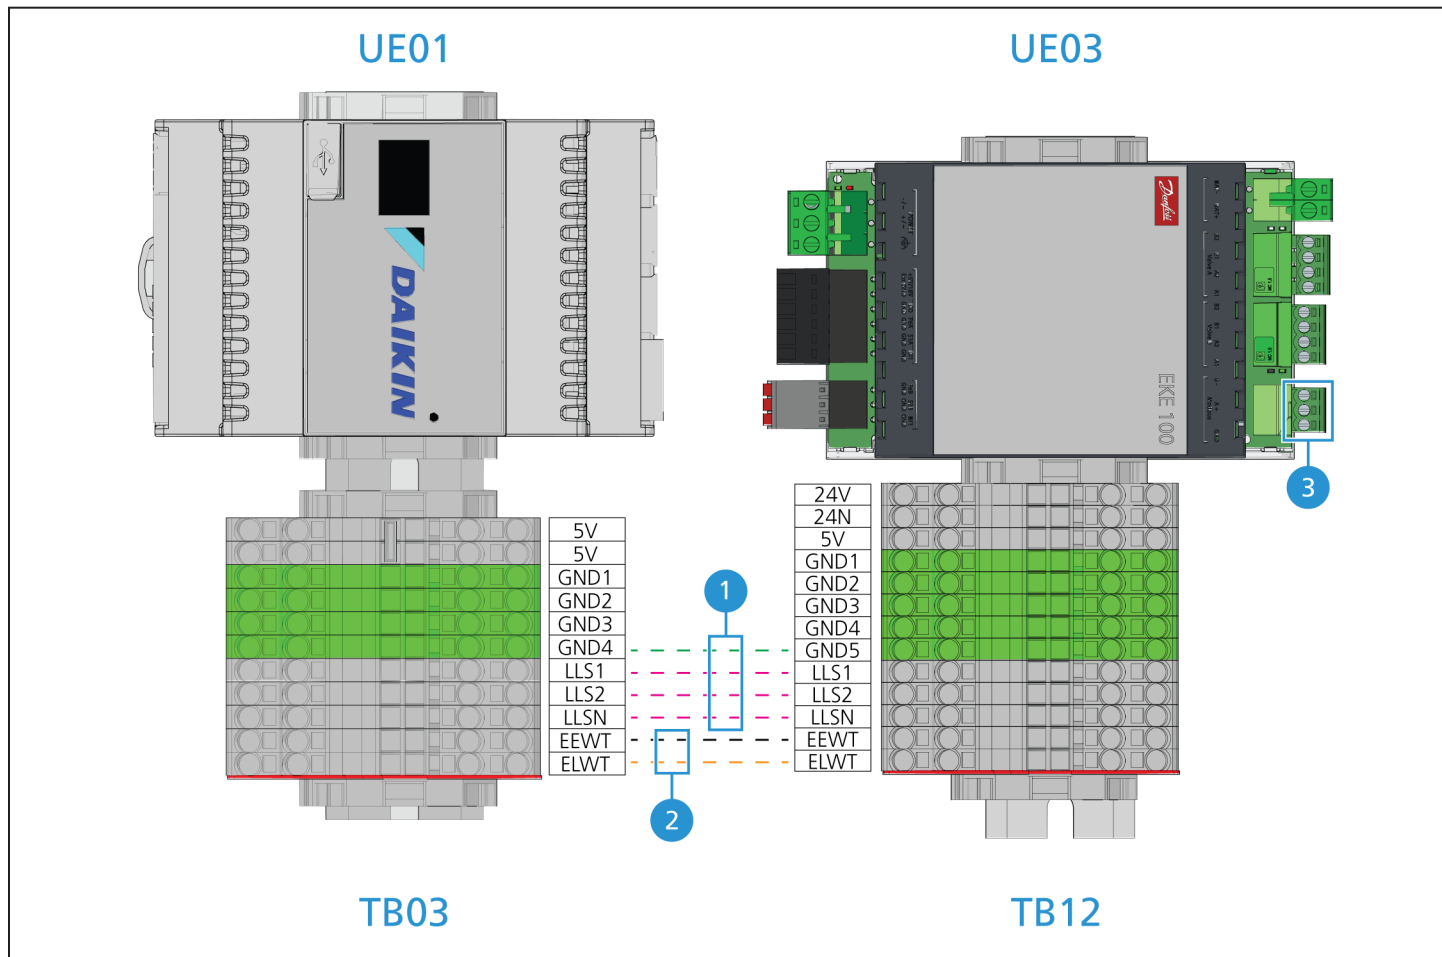 UE01
UE03
DAIKIN
Danfoss
EKE 100
3
5V
5V
GND1
GND2
GND3
GND4
LLS1
LLS2
LLSN
EEWT
ELWT
1
2
24V
24N
5V
GND1
GND2
GND3
GND4
GND5
LLS1
LLS2
LLSN
EEWT
ELWT
TB03
TB12